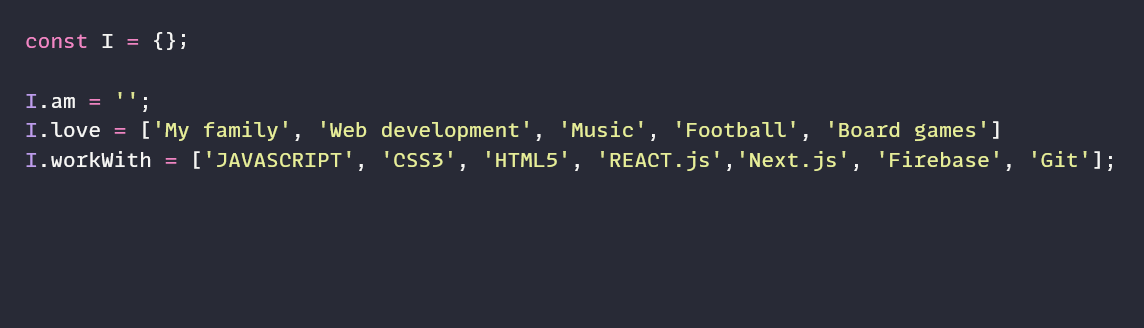 const I = {};
I.am = '';
I.love = ['My family', 'Web development', 'Music', 'Football', 'Board games']
I.workWith = ['JAVASCRIPT', 'CSS3', 'HTML5', 'REACT.js','Next.js', 'Firebase', 'Git'];